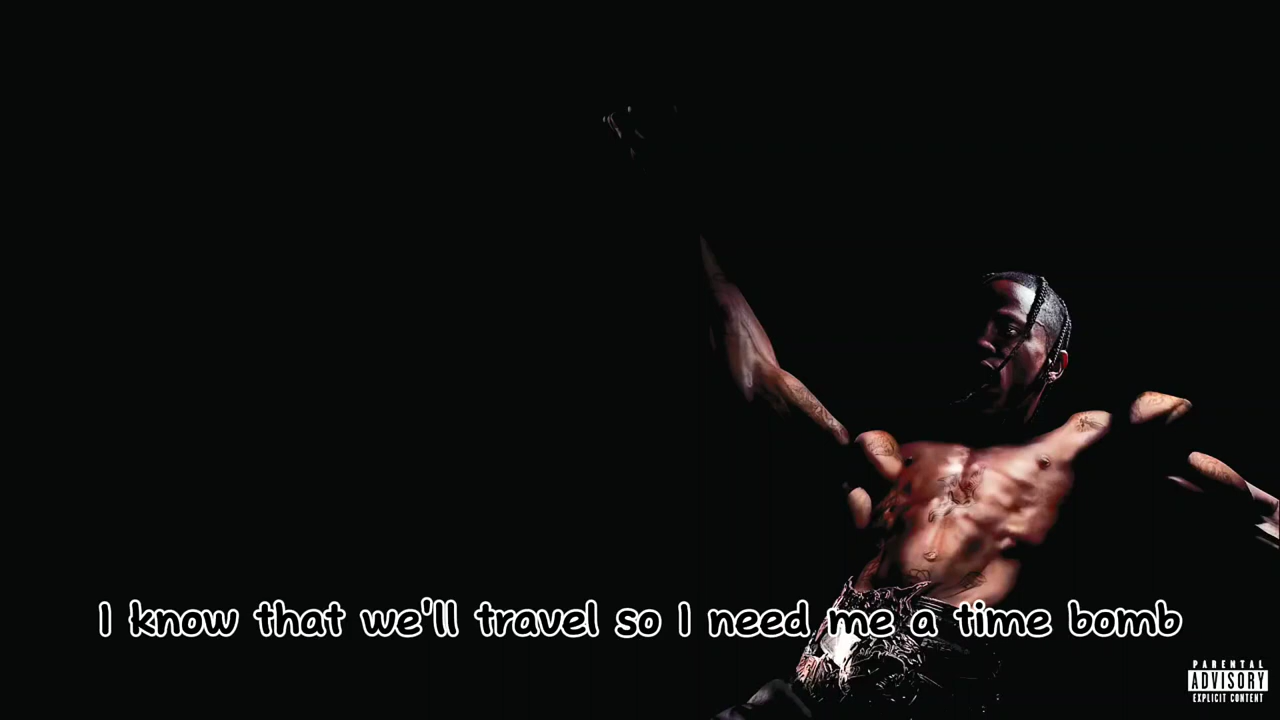 I know that we'll travel so I need me a time bomb
PARENTAL
ADVISORY
EXPLICIT CONTENT